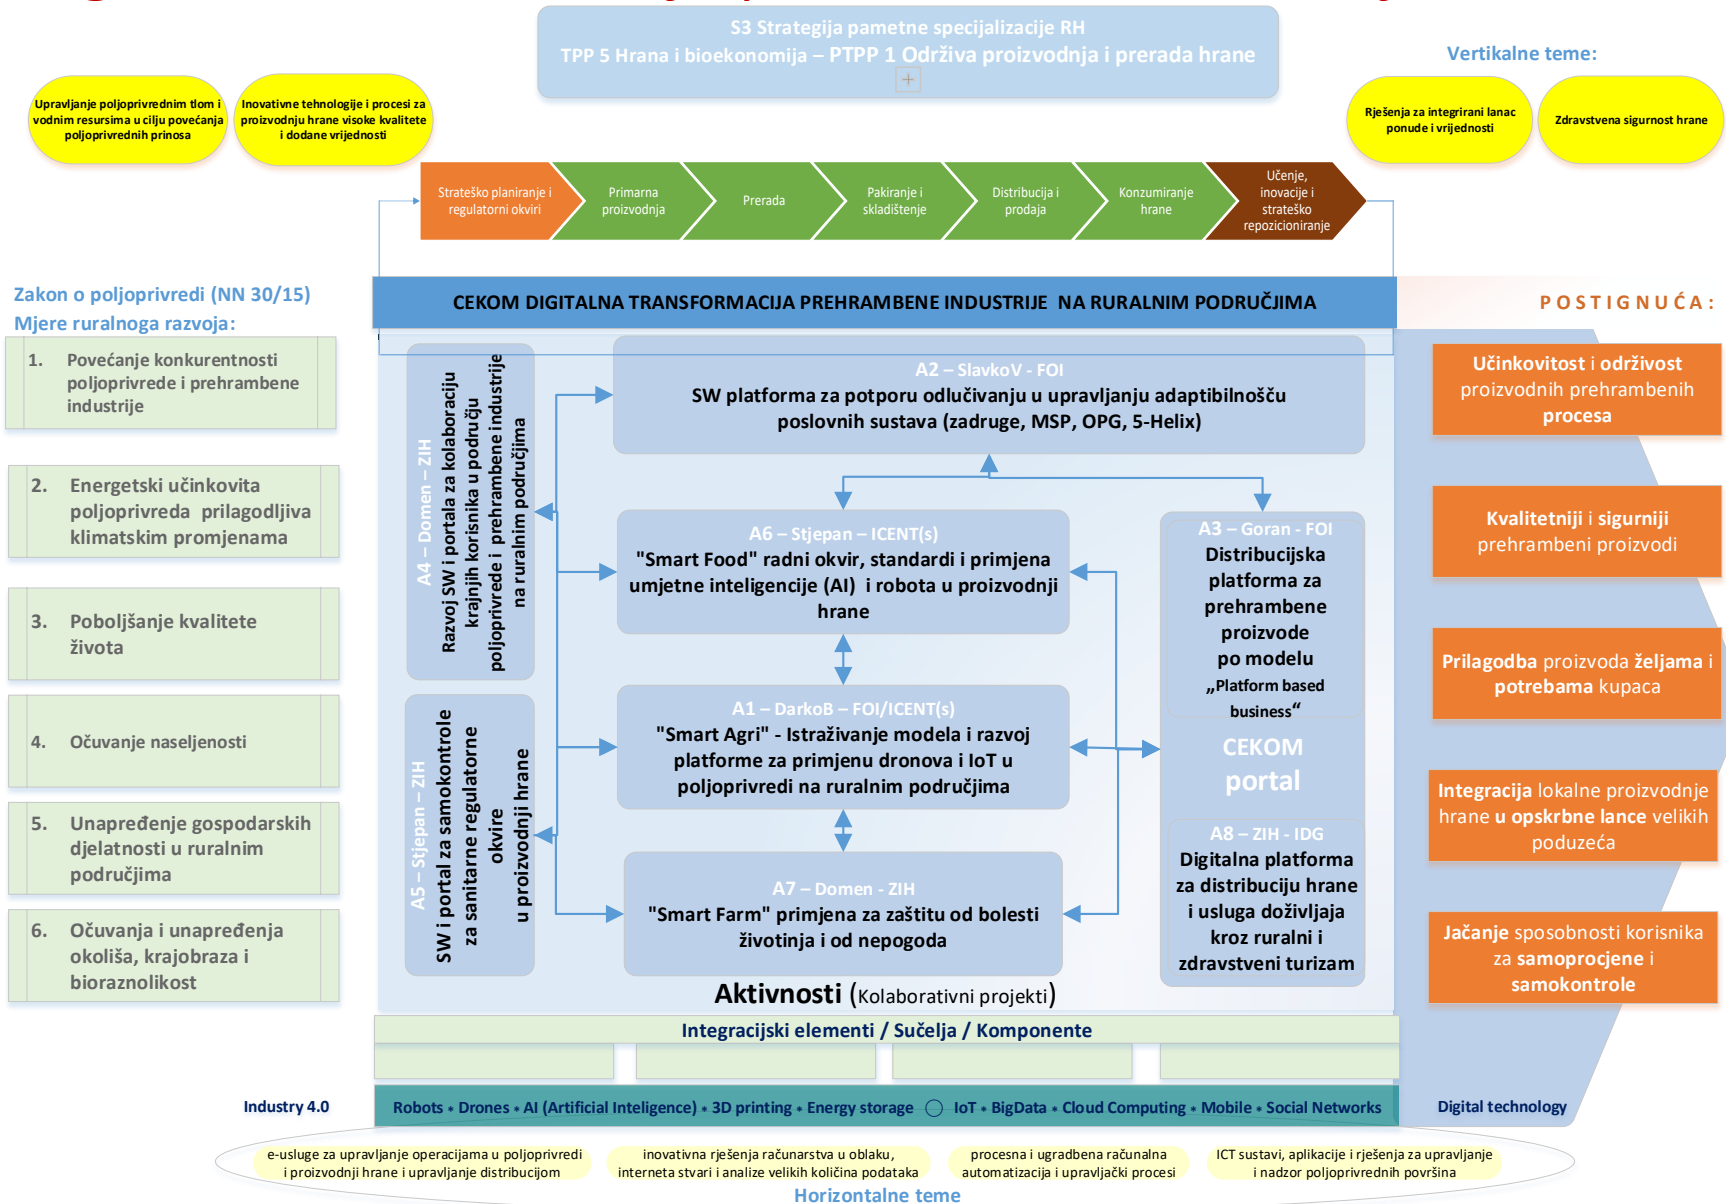 S3 Strategija pametne specijalizacije RH
TPP 5 Hrana i bioekonomija – PTPP 1 Održiva proizvodnja i prerada hrane
Vertikalne teme:
Upravljanje poljoprivrednim tlom i
vodnim resursima u cilju povećanja
poljoprivrednih prinosa
Inovativne tehnologije i procesi za
proizvodnju hrane visoke kvalitete
i dodane vrijednosti
Rješenja za integrirani lanac
ponude i vrijednosti
Zdravstvena sigurnost hrane
Strateško planiranje i
regulatorni okviri
Primarna
proizvodnja
Prerada
Pakiranje i
skladištenje
Distribucija i
prodaja
Konzumiranje
hrane
Učenje,
inovacije i
strateško
repozicioniranje
Zakon o poljoprivredi (NN 30/15)
Mjere ruralnoga razvoja:
CEKOM DIGITALNA TRANSFORMACIJA PREHRAMBENE INDUSTRIJE NA RURALNIM PODRUČJIMA
POSTIGNUĆA:
1. Povećanje konkurentnosti
poljoprivrede i prehrambene
industrije
2. Energetski učinkovita
poljoprivreda prilagodljiva
klimatskim promjenama
3. Poboljšanje kvalitete
života
4. Očuvanje naseljenosti
5. Unapređenje gospodarskih
djelatnosti u ruralnim
područjima
6. Očuvanja i unapređenja
okoliša, krajobraza i
bioraznolikost
A4 – Domen – ZIH
Razvoj SW i portala za kolaboraciju
krajnjih korisnika u području
poljoprivrede i prehrambene industrije
na ruralnim područjima
A5 – Stjepan – ZIH
SW i portal za samokontrole
za sanitarne regulatorne
okvire
u proizvodnji hrane
A2 – SlavkoV - FOI
SW platforma za potporu odlučivanju u upravljanju adaptibilnošču
poslovnih sustava (zadruge, MSP, OPG, 5-Helix)
A6 – Stjepan – ICENT(s)
"Smart Food" radni okvir, standardi i primjena
umjetne inteligencije (AI) i robota u proizvodnji
hrane
A1 – DarkoB – FOI/ICENT(s)
"Smart Agri" - Istraživanje modela i razvoj
platforme za primjenu dronova i IoT u
poljoprivredi na ruralnim područjima
A7 – Domen - ZIH
"Smart Farm" primjena za zaštitu od bolesti
životinja i od nepogoda
A3 – Goran - FOI
Distribucijska
platforma za
prehrambene
proizvode
po modelu
„Platform based
business“
CEKOM
portal
A8 – ZIH - IDG
Digitalna platforma
za distribuciju hrane
i usluga doživljaja
kroz ruralni i
zdravstveni turizam
Aktivnosti (Kolaborativni projekti)
Učinkovitost i održivost
proizvodnih prehrambenih
procesa
Kvalitetniji i sigurniji
prehrambeni proizvodi
Prilagodba proizvoda željama i
potrebama kupaca
Integracija lokalne proizvodnje
hrane u opskrbne lance velikih
poduzeća
Jačanje sposobnosti korisnika
za samoprocjene i
samokontrole
Integracijski elementi / Sučelja / Komponente
Industry 4.0
Robots * Drones * AI (Artificial Inteligence) * 3D printing * Energy storage
IoT * BigData * Cloud Computing * Mobile * Social Networks
Digital technology
e-usluge za upravljanje operacijama u poljoprivredi
i proizvodnji hrane i upravljanje distribucijom
inovativna rješenja računarstva u oblaku,
interneta stvari i analize velikih količina podataka
procesna i ugradbena računalna
automatizacija i upravljački procesi
ICT sustavi, aplikacije i rješenja za upravljanje
i nadzor poljoprivrednih površina
Horizontalne teme